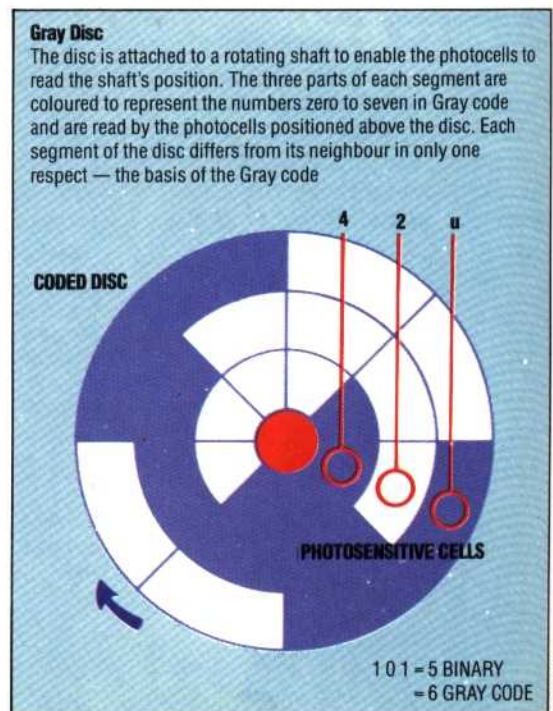 Gray Disc
The disc is attached to a rotating shaft to enable the photocells to
read the shaft's position. The three parts of each segment are
coloured to represent the numbers zero to seven in Gray code
and are read by the photocells positioned above the disc. Each
segment of the disc differs from its neighbour in only one
respect — the basis of the Gray code
4 2 u
CODED DISC
PHOTOSENSITIVE CELLS
1 0 1 = 5 BINARY
= 6 GRAY CODE